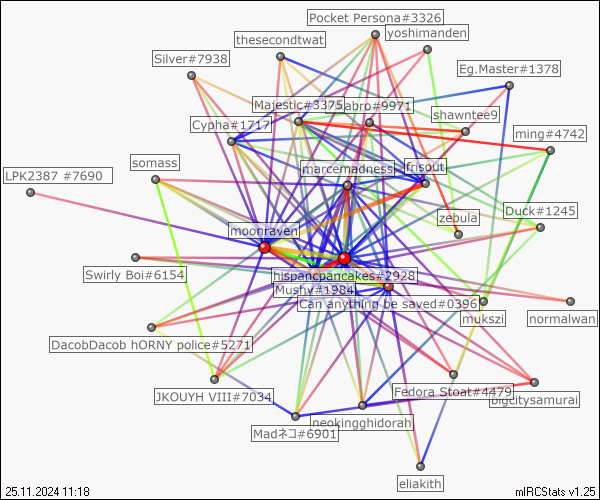 Pocket Persona#3326
yoshimanden
thesecondtwat
Silver#7938
Eg.Master#1378
Majestic#3375
abro#9971
shawntee9
Cypha#1717
ming#4742
somass
marcemadness
frisout
LPK2387 #7690
Duck#1245
zebula
moonraven
Swirly Boi#6154
hispancpancakes#2928
Mushy#1984
Can anything be saved#0396
mukszi
normalwan
DacobDacob hORNY police#5271
JKOUYH VIII#7034
Fedora Stoat#4479
bigcitysamurai
neokingghidorah
Madネコ#6901
eliakith
25.11.2024 11:18
mIRCStats v1.25